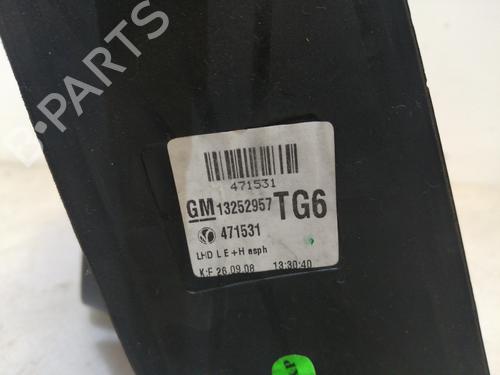 B-PARTS
471531
GM 13252957 TG6
471531
LHD L E+H asph
K:F 26.09.08 13:30:40